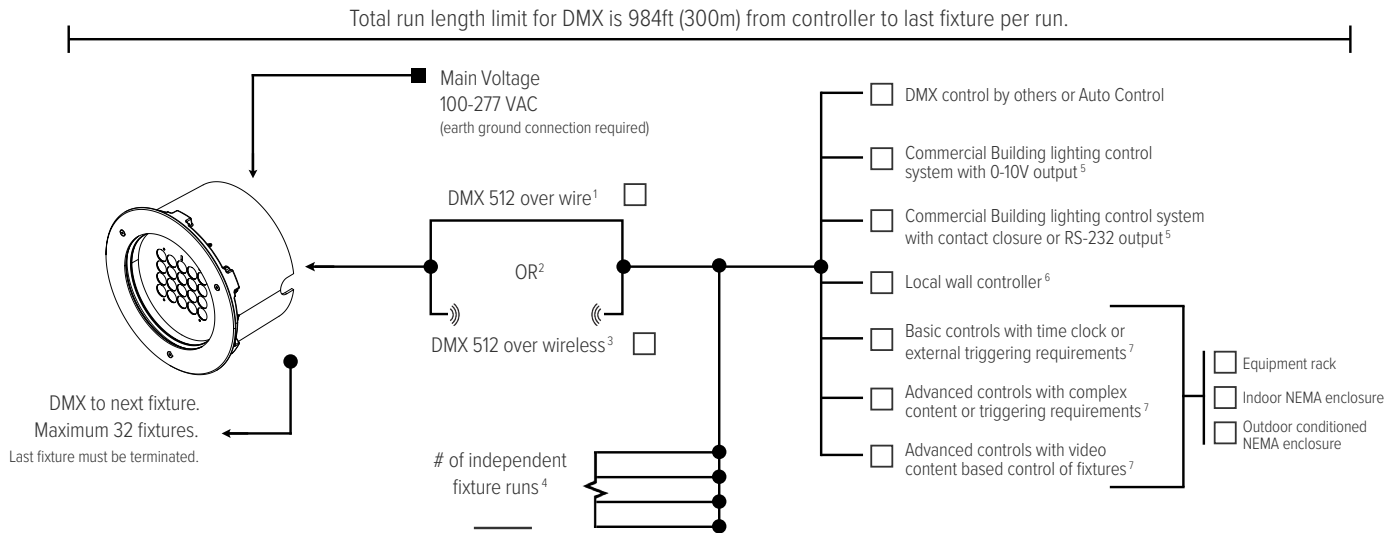 Total run length limit for DMX is 984ft (300m) from controller to last fixture per run.
Main Voltage
100-277 VAC
(earth ground connection required)
DMX 512 over wire¹
OR²
DMX 512 over wireless³
DMX to next fixture.
Maximum 32 fixtures.
Last fixture must be terminated.
# of independent
fixture runs⁴
DMX control by others or Auto Control
Commercial Building lighting control
system with 0-10V output⁵
Commercial Building lighting control system
with contact closure or RS-232 output⁵
Local wall controller⁶
Basic controls with time clock or
external triggering requirements⁷
Advanced controls with complex
content or triggering requirements⁷
Advanced controls with video
content based control of fixtures⁷
Equipment rack
Indoor NEMA enclosure
Outdoor conditioned
NEMA enclosure